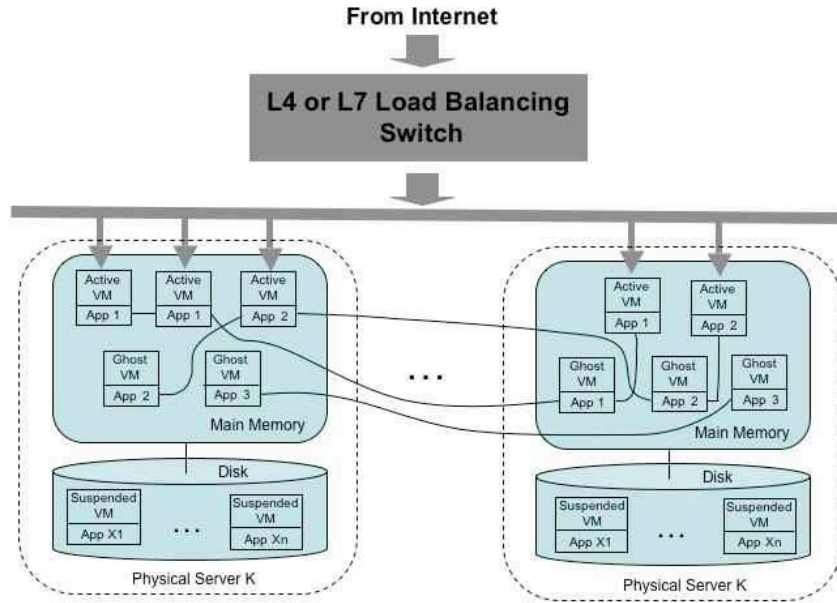 From Internet
L4 or L7 Load Balancing
Switch
Active
VM
App 1
Active
VM
App 1
Active
VM
App 2
Ghost
VM
App 2
Ghost
VM
App 3
Main Memory
Disk
Suspended
VM
App X1
...
Suspended
VM
App Xn
Physical Server K
...
Active
VM
App 1
Active
VM
App 2
Ghost
VM
App 1
Ghost
VM
App 2
Ghost
VM
App 3
Main Memory
Disk
Suspended
VM
App X1
...
Suspended
VM
App Xn
Physical Server K